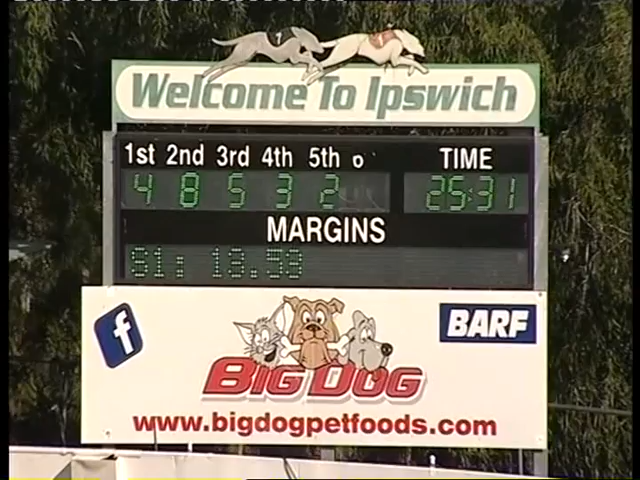 Welcome To Ipswich
1st 2nd 3rd 4th 5th TIME
4 8 5 3 2 25:31
MARGINS
S1: 18.58
f
BARF
BIG DOG
www.bigdogpetfoods.com